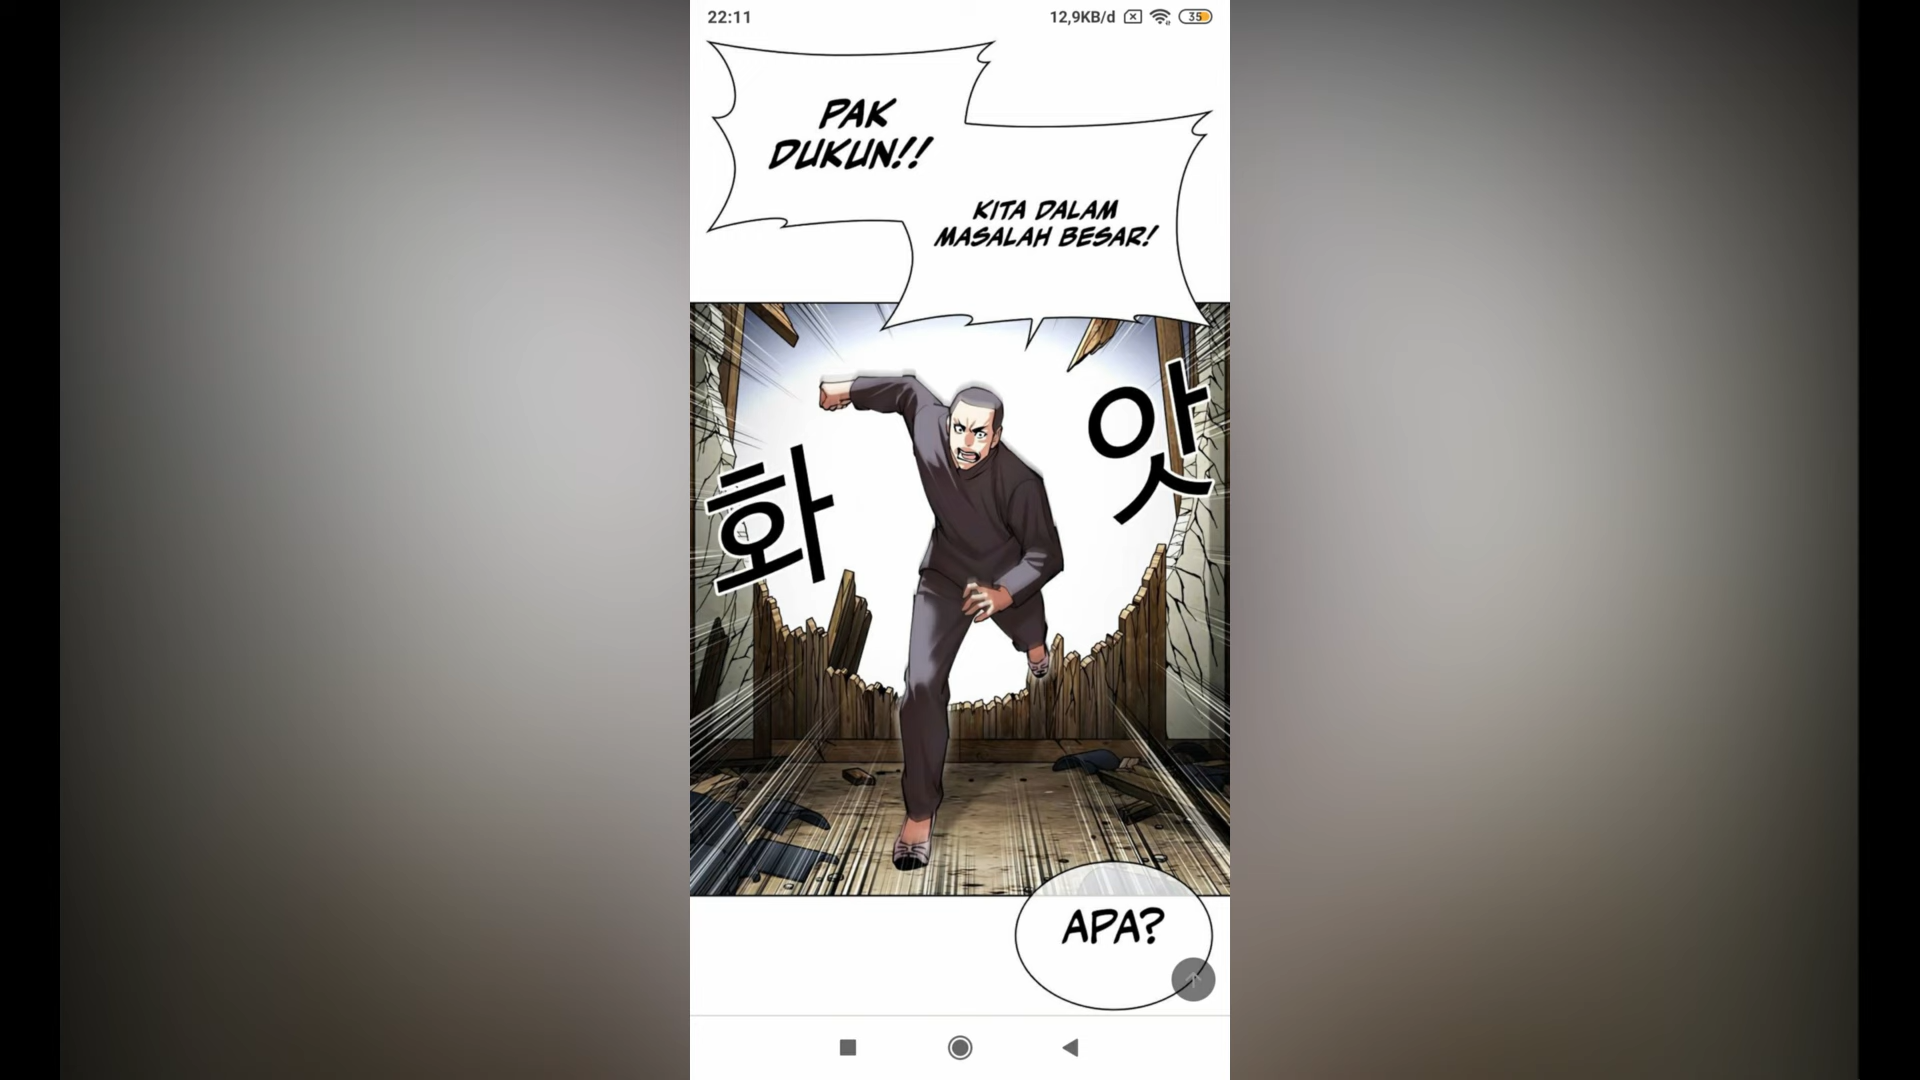 22:11
12,9KB/d
35
PAK
DUKUN!!
KITA DALAM
MASALAH BESAR!
앗
화
APA?